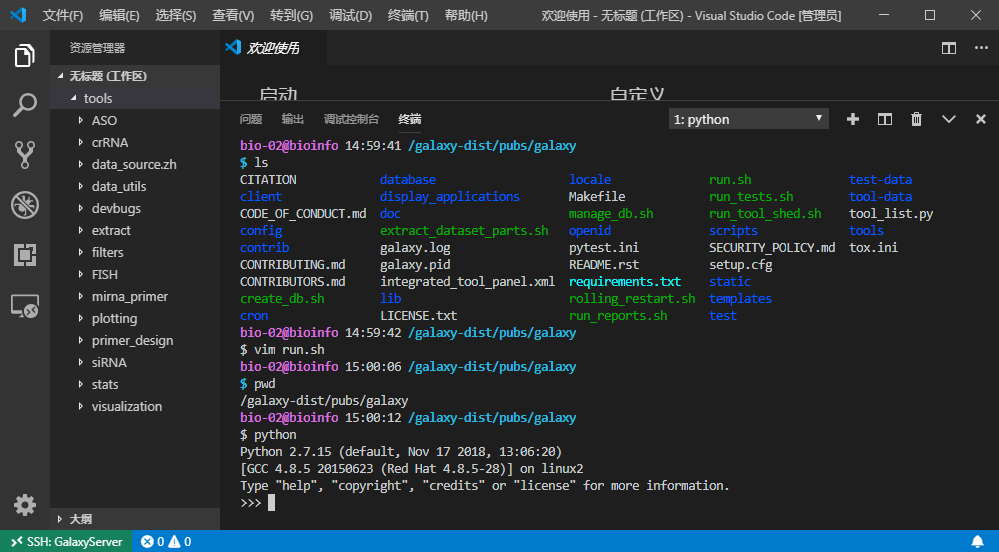 文件(F) 编辑(E) 选择(S) 查看(V) 转到(G) 调试(D) 终端(T) 帮助(H) 欢迎使用 - 无标题 (工作区) - Visual Studio Code [管理员]
资源管理器
无标题 (工作区)
tools
ASO
crRNA
data_source.zh
data_utils
devbugs
extract
filters
FISH
mirna_primer
plotting
primer_design
siRNA
stats
visualization
大纲
欢迎使用
启动 自定义
问题 输出 调试控制台 终端 1: python
bio-02@bioinfo 14:59:41 /galaxy-dist/pubs/galaxy
$ ls
CITATION database locale run.sh test-data
client display_applications Makefile run_tests.sh tool-data
CODE_OF_CONDUCT.md doc manage_db.sh run_tool_shed.sh tool_list.py
config extract_dataset_parts.sh openid scripts tools
contrib galaxy.log pytest.ini SECURITY_POLICY.md tox.ini
CONTRIBUTING.md galaxy.pid README.rst setup.cfg
CONTRIBUTORS.md integrated_tool_panel.xml requirements.txt static
create_db.sh lib rolling_restart.sh templates
cron LICENSE.txt run_reports.sh test
bio-02@bioinfo 14:59:42 /galaxy-dist/pubs/galaxy
$ vim run.sh
bio-02@bioinfo 15:00:06 /galaxy-dist/pubs/galaxy
$ pwd
/galaxy-dist/pubs/galaxy
bio-02@bioinfo 15:00:12 /galaxy-dist/pubs/galaxy
$ python
Python 2.7.15 (default, Nov 17 2018, 13:06:20)
[GCC 4.8.5 20150623 (Red Hat 4.8.5-28)] on linux2
Type "help", "copyright", "credits" or "license" for more information.
>>>
SSH: GalaxyServer 0 0